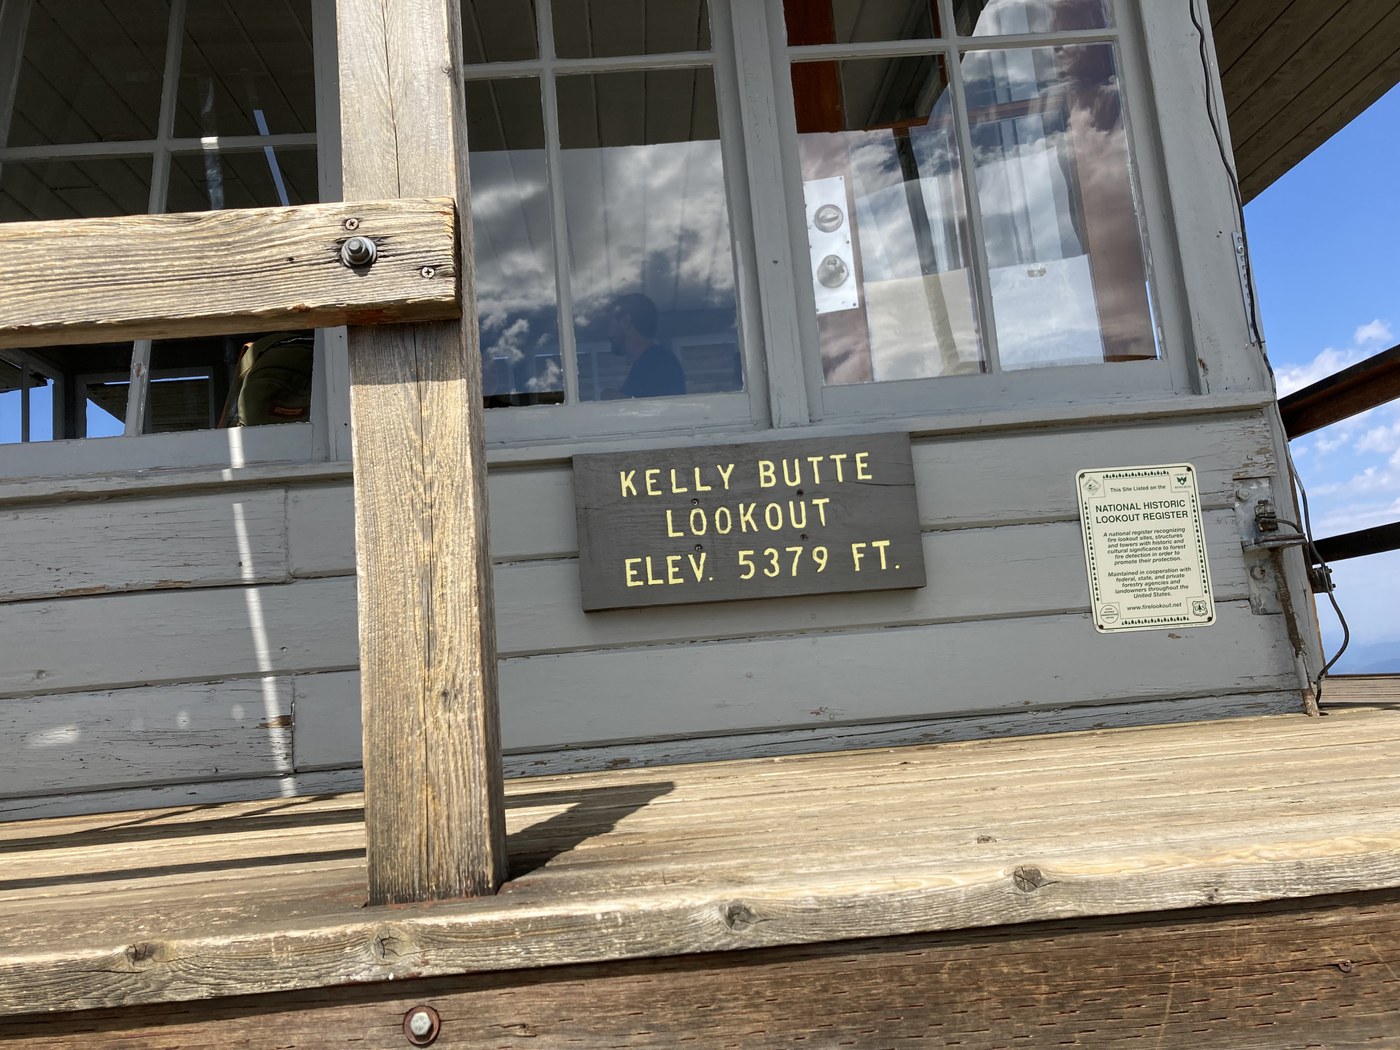 KELLY BUTTE
LOOKOUT
ELEV. 5379 FT.
This Site Listed on the
NATIONAL HISTORIC
LOOKOUT REGISTER
A national register recognizing
fire lookout sites, structures
and towers with historic and
cultural significance to forest
fire detection in order to
promote their protection.
Maintained in cooperation with
federal, state, and private
forestry agencies and
landowners throughout the
United States.
www.firelookout.net